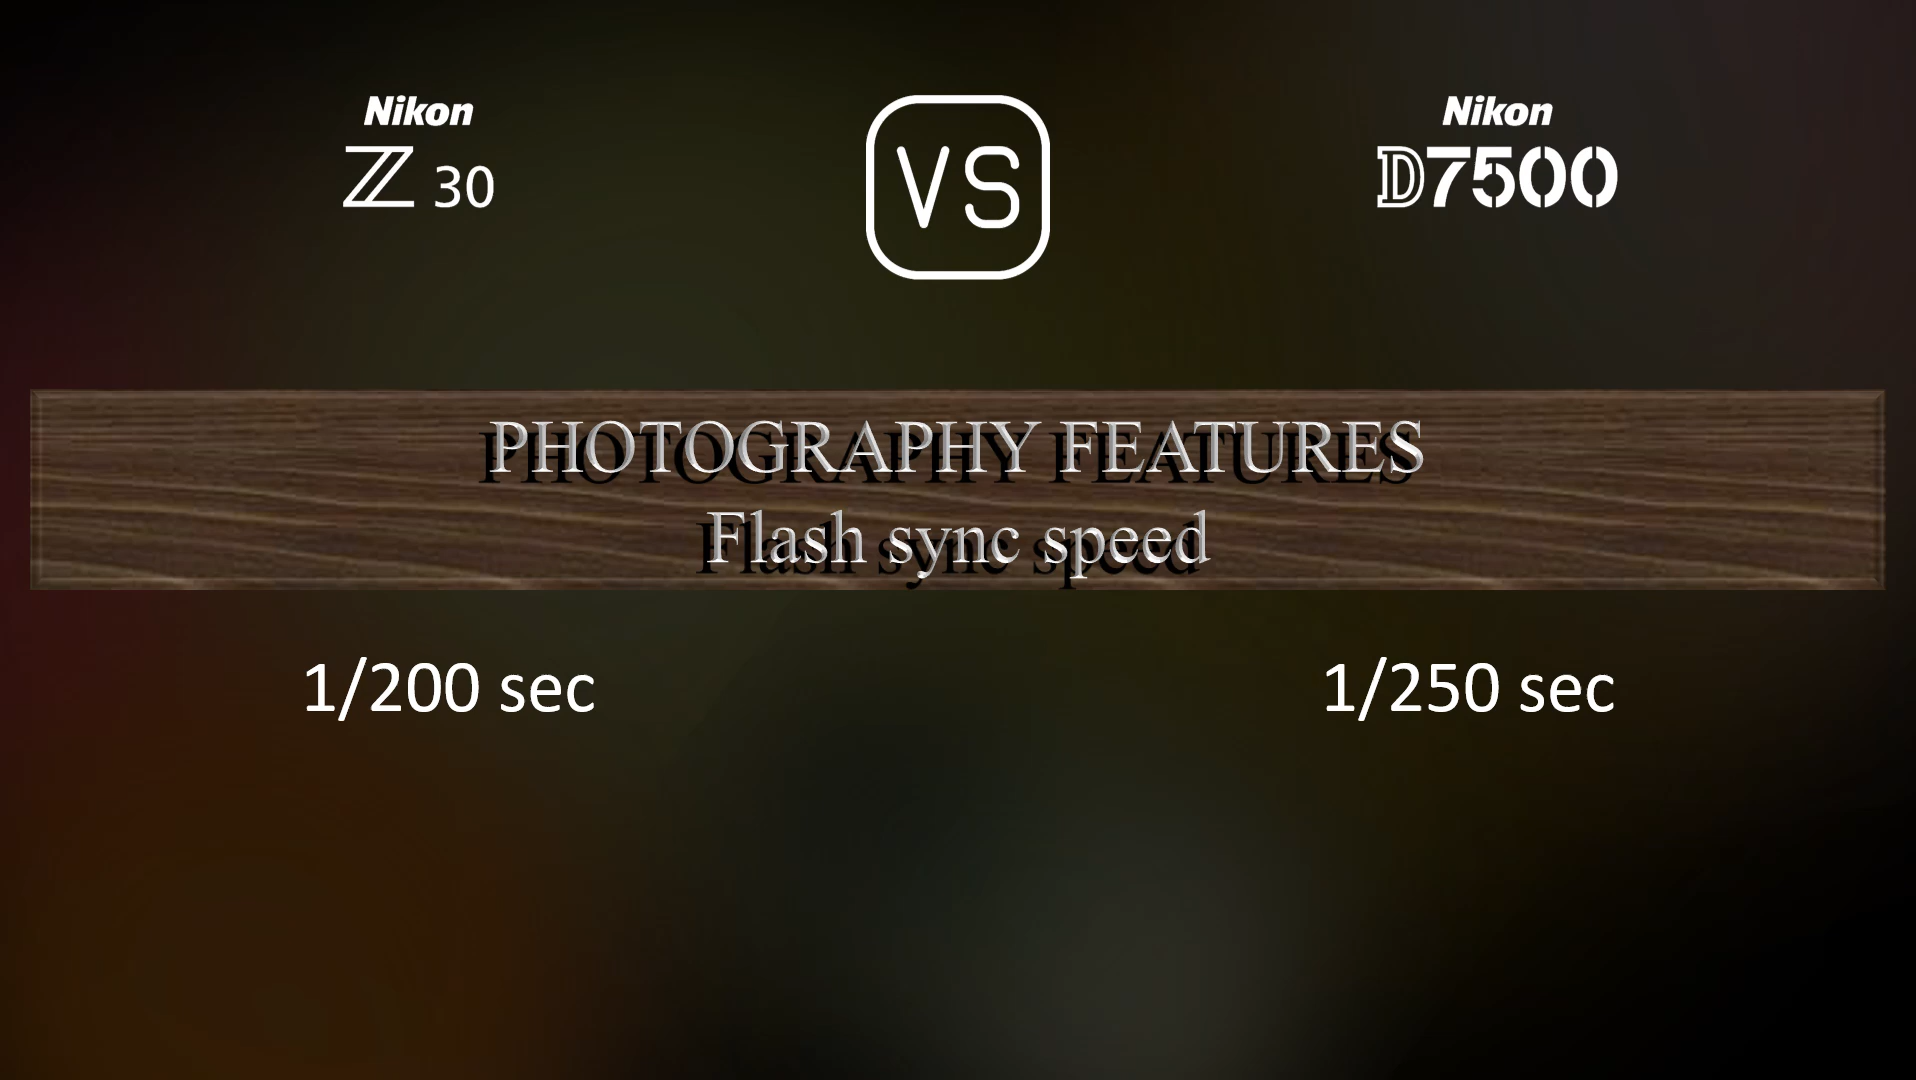 Nikon
Z 30
VS
Nikon
D7500
PHOTOGRAPHY FEATURES
Flash sync speed
1/200 sec
1/250 sec